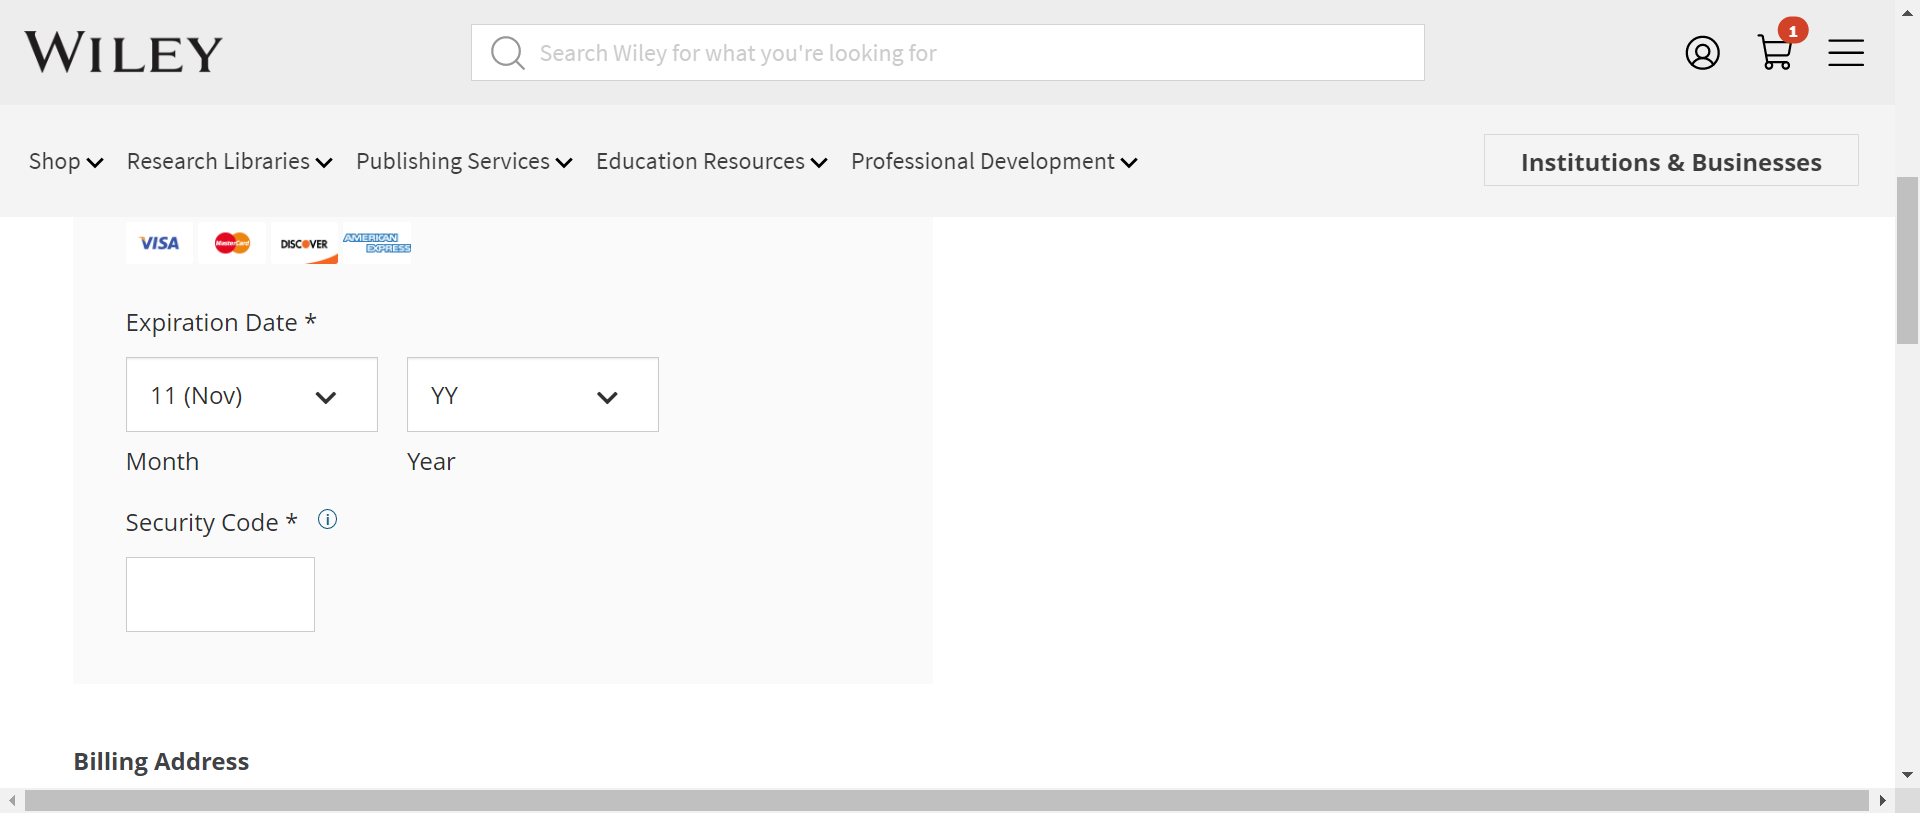 WILEY
Search Wiley for what you're looking for
1
Shop Research Libraries Publishing Services Education Resources Professional Development Institutions & Businesses
VISA MasterCard DISCOVER AMERICAN EXPRESS
Expiration Date *
11 (Nov) YY
Month Year
Security Code * i
Billing Address